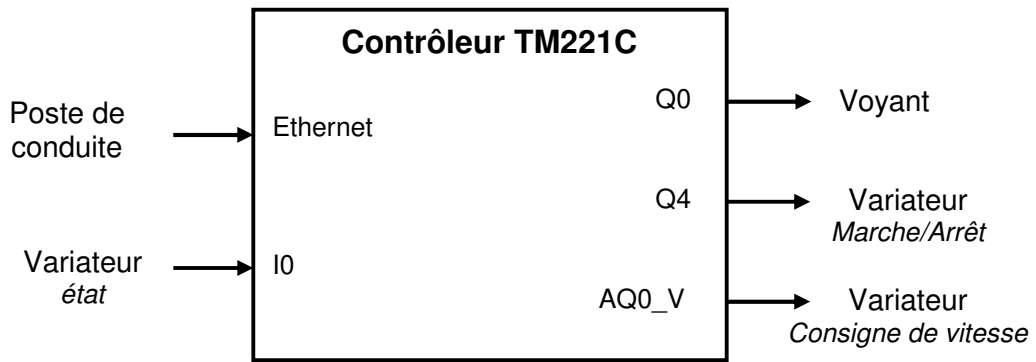 Contrôleur TM221C
Poste de
conduite
Ethernet
Q0
Voyant
Q4
Variateur
Marche/Arrêt
Variateur
état
I0
AQ0_V
Variateur
Consigne de vitesse